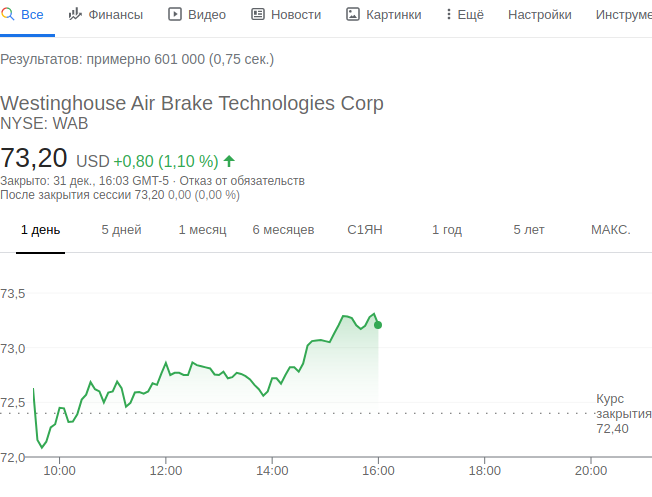 Все Финансы Видео Новости Картинки Ещё Настройки Инструме
Результатов: примерно 601 000 (0,75 сек.)
Westinghouse Air Brake Technologies Corp
NYSE: WAB
73,20 USD +0,80 (1,10 %)
Закрыто: 31 дек., 16:03 GMT-5 · Отказ от обязательств
После закрытия сессии 73,20 0,00 (0,00 %)
1 день 5 дней 1 месяц 6 месяцев С1ЯН 1 год 5 лет МАКС.
73,5
73,0
72,5
Курс
закрытия
72,40
72,0
10:00 12:00 14:00 16:00 18:00 20:00